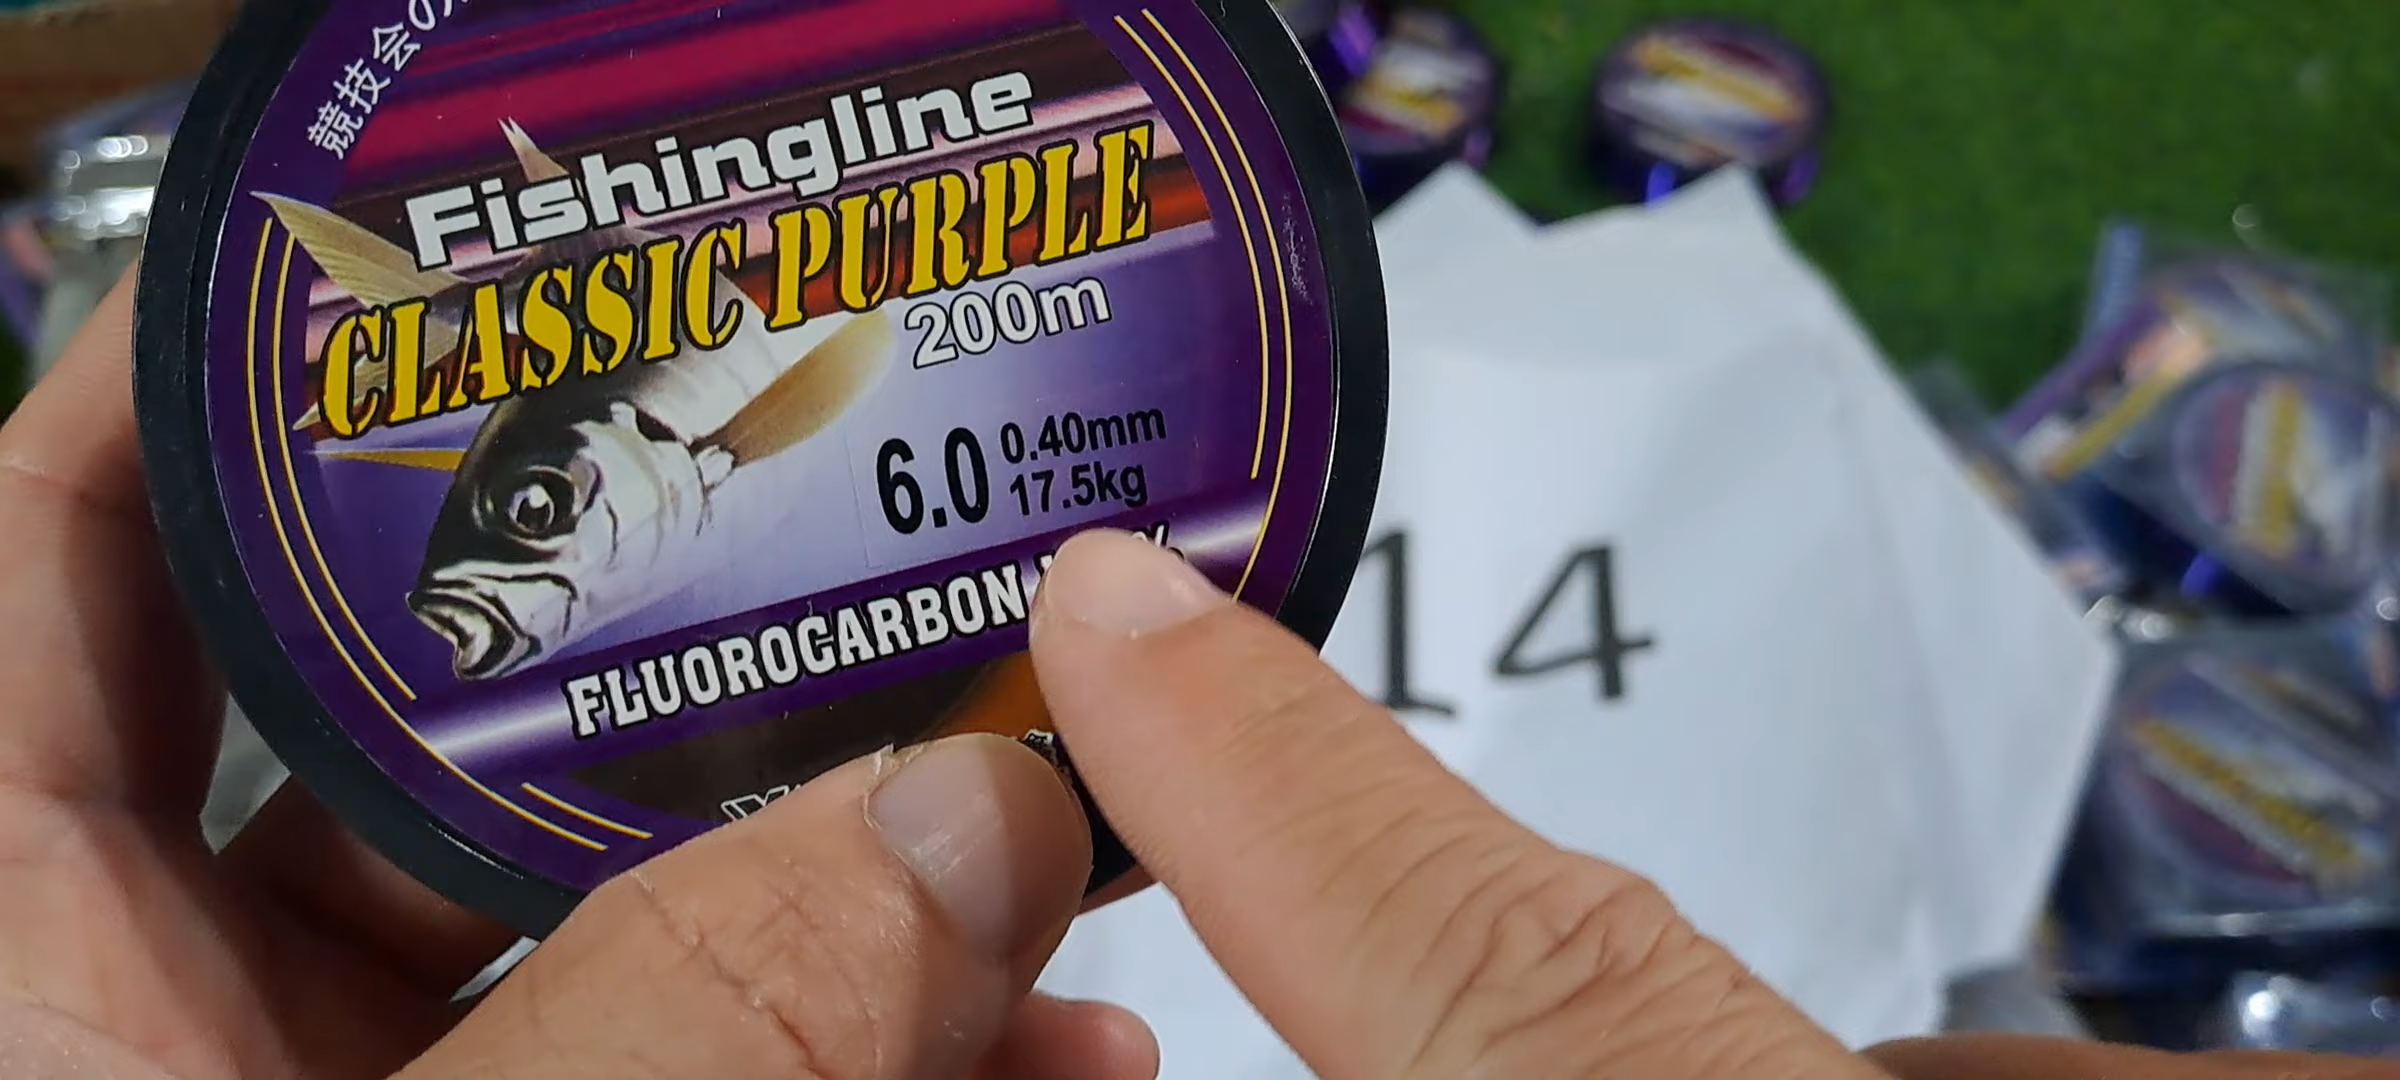 競技会の
Fishingline
CLASSIC PURPLE
200m
6.0 0.40mm
17.5kg
FLUOROCARBON
14